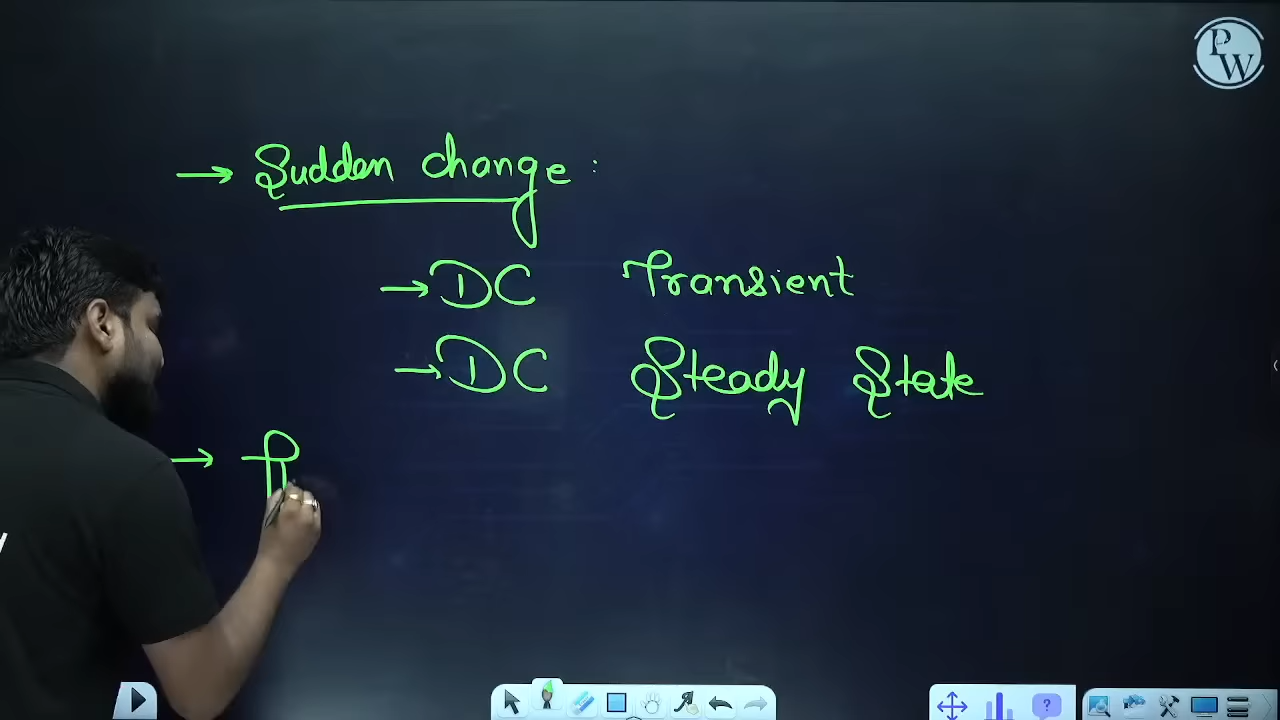 PW
→ Sudden change :
→ DC Transient
→ DC Steady State
→